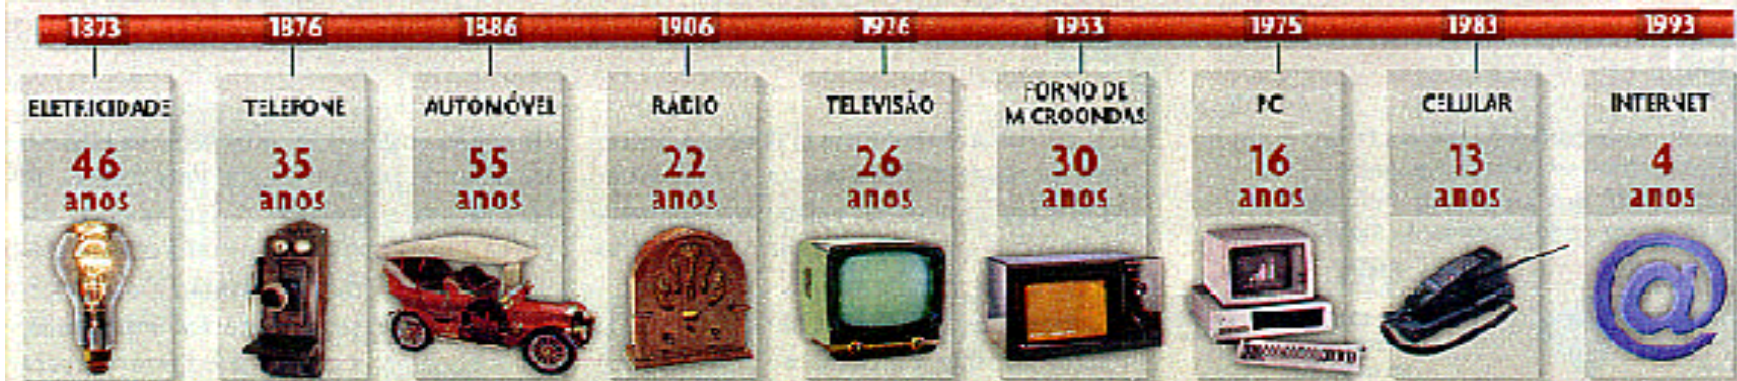 1873 1876 1886 1906 1926 1953 1975 1983 1993
ELETRICIDADE
46
anos
TELEFONE
35
anos
AUTOMÓVEL
55
anos
RÁDIO
22
anos
TELEVISÃO
26
anos
FORNO DE
MICROONDAS
30
anos
PC
16
anos
CELULAR
13
anos
INTERNET
4
anos
@